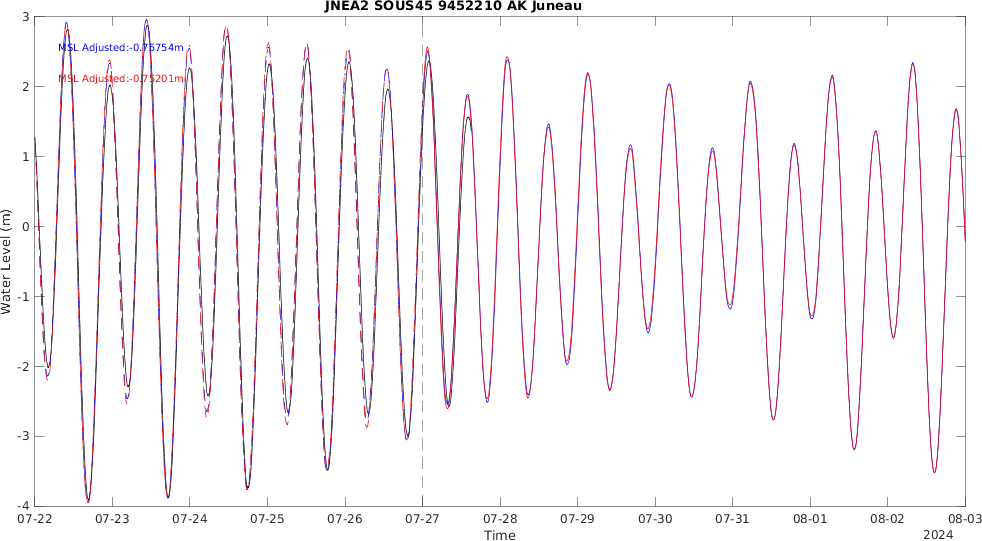 JNEA2 SOUS45 9452210 AK Juneau
MSL Adjusted:-0.76754m
MSL Adjusted:-0.75201m
Water Level (m)
3
2
1
0
-1
-2
-3
-4
07-22 07-23 07-24 07-25 07-26 07-27 07-28 07-29 07-30 07-31 08-01 08-02 08-03
Time
2024